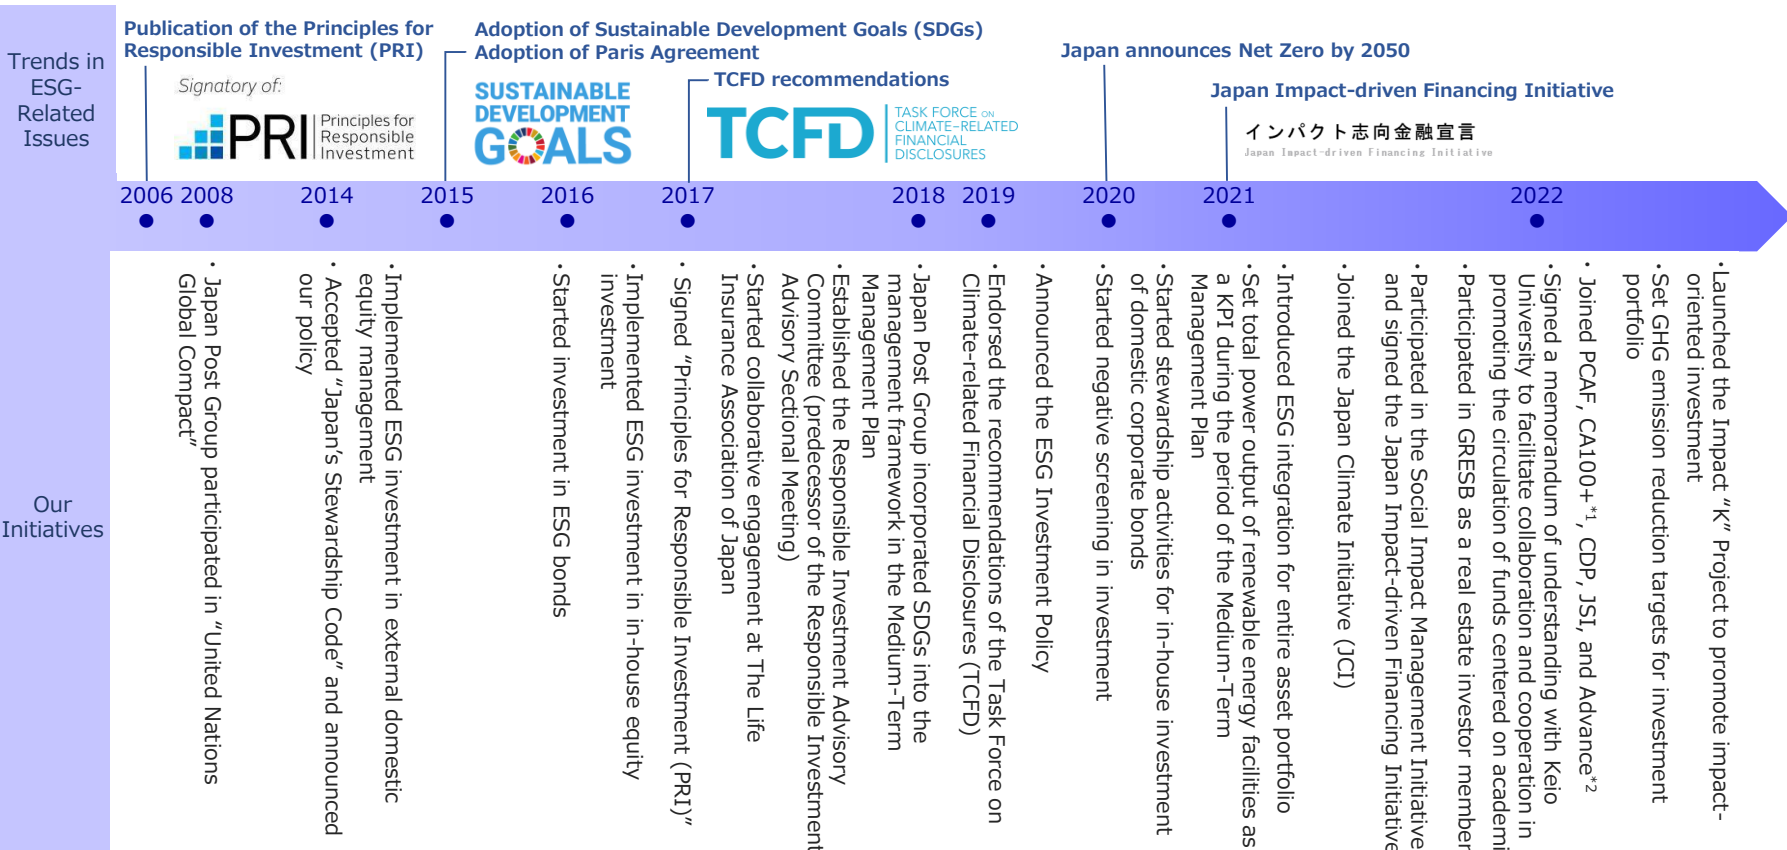 Trends in
ESG-
Related
Issues
Publication of the Principles for
Responsible Investment (PRI)
Signatory of:
PRI
Principles for
Responsible
Investment
Adoption of Sustainable Development Goals (SDGs)
Adoption of Paris Agreement
SUSTAINABLE
DEVELOPMENT
GOALS
TCFD recommendations
TCFD
TASK FORCE ON
CLIMATE-RELATED
FINANCIAL
DISCLOSURES
Japan announces Net Zero by 2050
Japan Impact-driven Financing Initiative
インパクト志向金融宣言
Japan Impact-driven Financing Initiative
2006 2008 2014 2015 2016 2017 2018 2019 2020 2021 2022
Our
Initiatives
・Japan Post Group participated in “United Nations
Global Compact”
・Accepted “Japan’s Stewardship Code” and announced
our policy
・Implemented ESG investment in external domestic
equity management
・Started investment in ESG bonds
・Implemented ESG investment in in-house equity
investment
・Signed “Principles for Responsible Investment (PRI)”
・Started collaborative engagement at The Life
Insurance Association of Japan
・Established the Responsible Investment Advisory
Committee (predecessor of the Responsible Investment
Advisory Sectional Meeting)
・Japan Post Group incorporated SDGs into the
management framework in the Medium-Term
Management Plan
・Endorsed the recommendations of the Task Force on
Climate-related Financial Disclosures (TCFD)
・Announced the ESG Investment Policy
・Started negative screening in investment
・Started stewardship activities for in-house investment
of domestic corporate bonds
・Set total power output of renewable energy facilities as
a KPI during the period of the Medium-Term
Management Plan
・Introduced ESG integration for entire asset portfolio
・Joined the Japan Climate Initiative (JCI)
・Participated in the Social Impact Management Initiative
and signed the Japan Impact-driven Financing Initiative
・Participated in GRESB as a real estate investor member
・Signed a memorandum of understanding with Keio
University to facilitate collaboration and cooperation in
promoting the circulation of funds centered on academi
・Joined PCAF, CA100+*1, CDP, JSI, and Advance*2
・Set GHG emission reduction targets for investment
portfolio
・Launched the Impact “K” Project to promote impact-
oriented investment